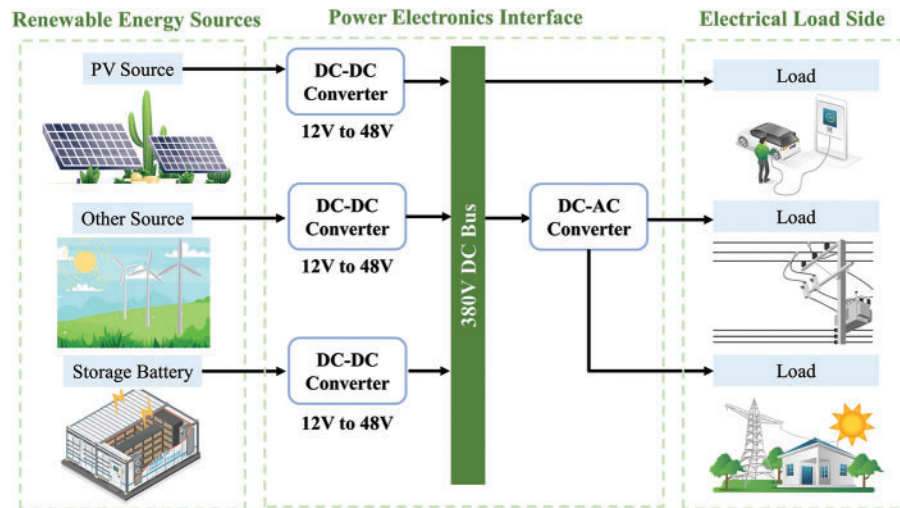 Renewable Energy Sources
Power Electronics Interface
Electrical Load Side
PV Source
DC-DC
Converter
12V to 48V
Load
Other Source
DC-DC
Converter
12V to 48V
380V DC Bus
DC-AC
Converter
Load
Storage Battery
DC-DC
Converter
12V to 48V
Load